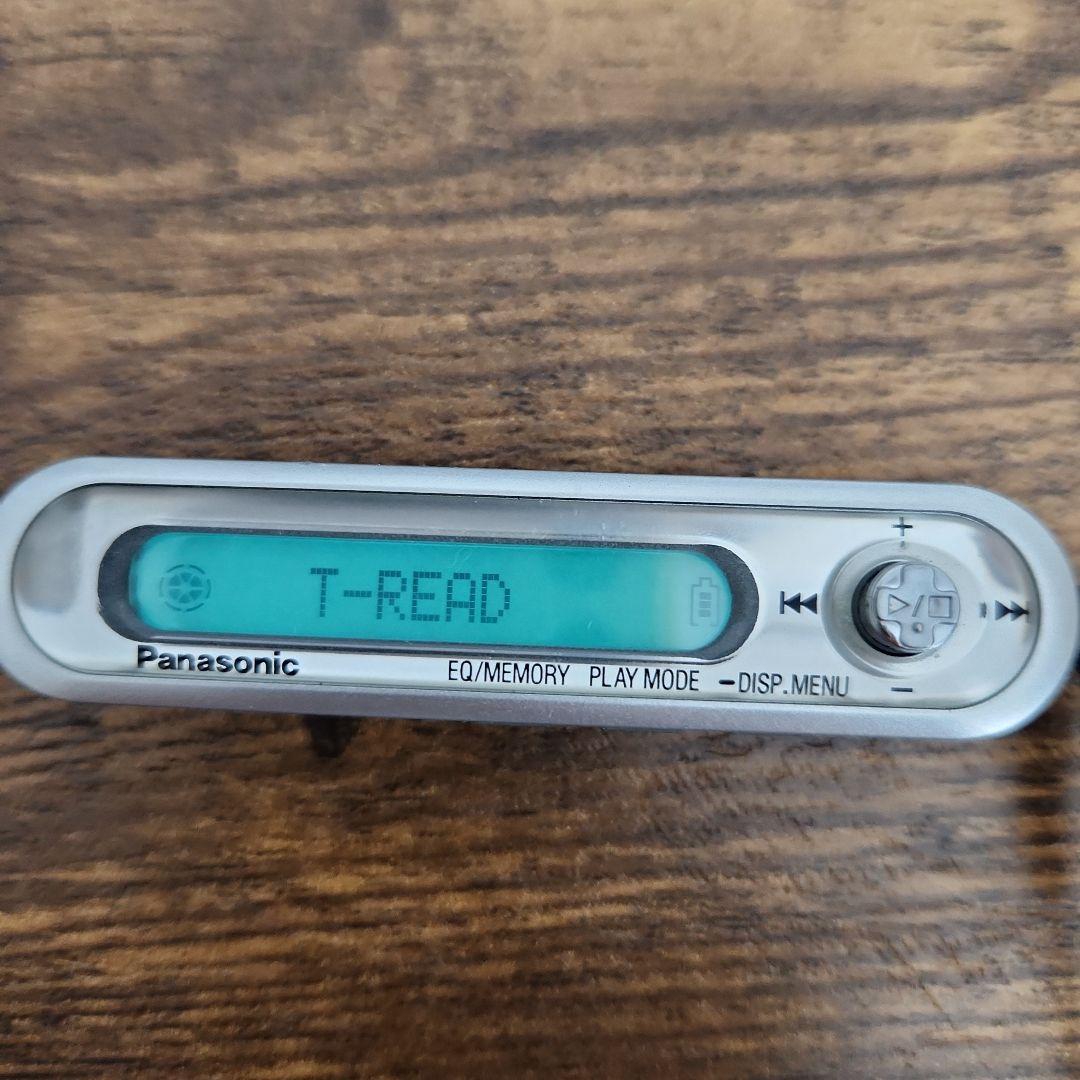 T-READ
Panasonic
EQ/MEMORY PLAY MODE –DISP.MENU
+
–